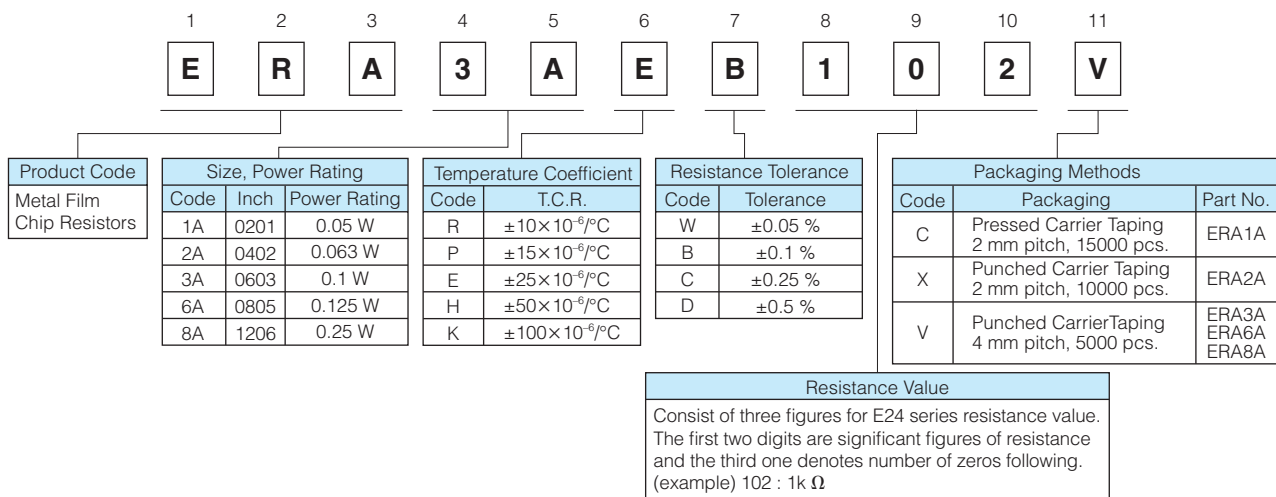 1 2 3 4 5 6 7 8 9 10 11
E R A 3 A E B 1 0 2 V
Product Code
Metal Film
Chip Resistors
Size, Power Rating
Code Inch Power Rating
1A 0201 0.05 W
2A 0402 0.063 W
3A 0603 0.1 W
6A 0805 0.125 W
8A 1206 0.25 W
Temperature Coefficient
Code T.C.R.
R ±10×10⁻⁶/°C
P ±15×10⁻⁶/°C
E ±25×10⁻⁶/°C
H ±50×10⁻⁶/°C
K ±100×10⁻⁶/°C
Resistance Tolerance
Code Tolerance
W ±0.05 %
B ±0.1 %
C ±0.25 %
D ±0.5 %
Packaging Methods
Code Packaging Part No.
C Pressed Carrier Taping
2 mm pitch, 15000 pcs. ERA1A
X Punched Carrier Taping
2 mm pitch, 10000 pcs. ERA2A
V Punched CarrierTaping
4 mm pitch, 5000 pcs. ERA3A
ERA6A
ERA8A
Resistance Value
Consist of three figures for E24 series resistance value.
The first two digits are significant figures of resistance
and the third one denotes number of zeros following.
(example) 102 : 1k Ω